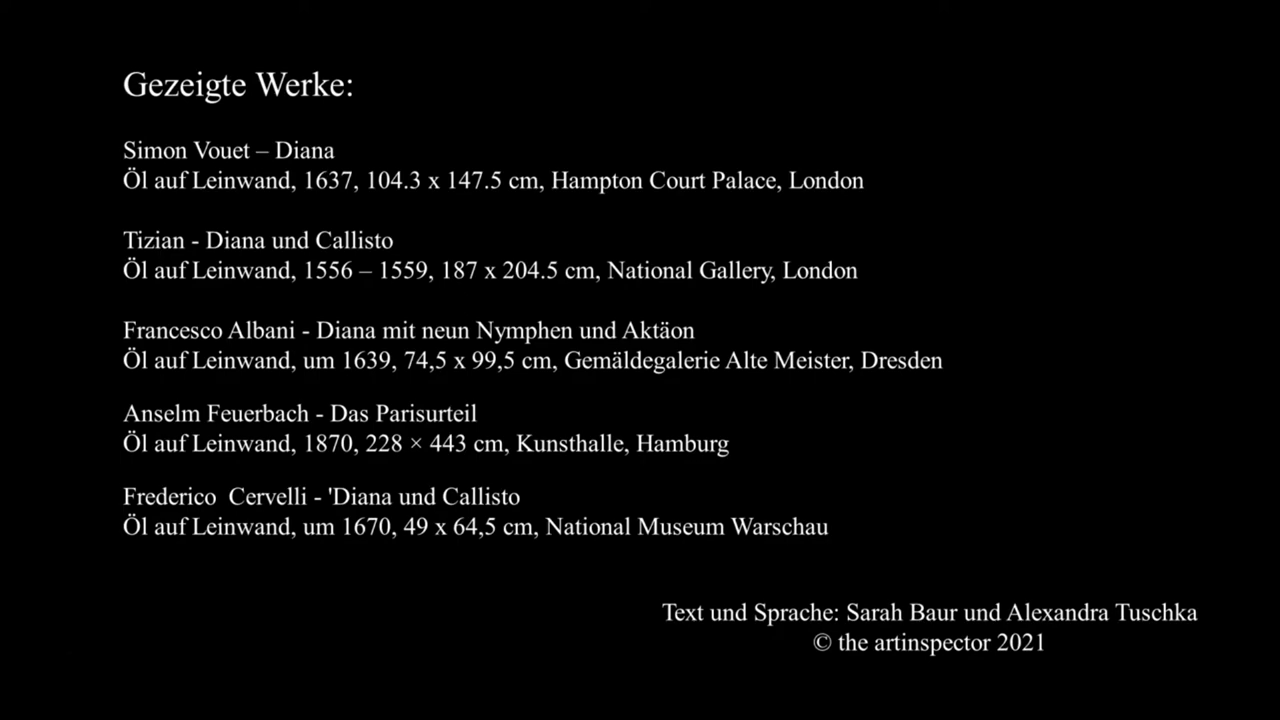 Gezeigte Werke:
Simon Vouet – Diana
Öl auf Leinwand, 1637, 104.3 x 147.5 cm, Hampton Court Palace, London
Tizian - Diana und Callisto
Öl auf Leinwand, 1556 – 1559, 187 x 204.5 cm, National Gallery, London
Francesco Albani - Diana mit neun Nymphen und Aktäon
Öl auf Leinwand, um 1639, 74,5 x 99,5 cm, Gemäldegalerie Alte Meister, Dresden
Anselm Feuerbach - Das Parisurteil
Öl auf Leinwand, 1870, 228 × 443 cm, Kunsthalle, Hamburg
Frederico  Cervelli - 'Diana und Callisto
Öl auf Leinwand, um 1670, 49 x 64,5 cm, National Museum Warschau
Text und Sprache: Sarah Baur und Alexandra Tuschka
© the artinspector 2021